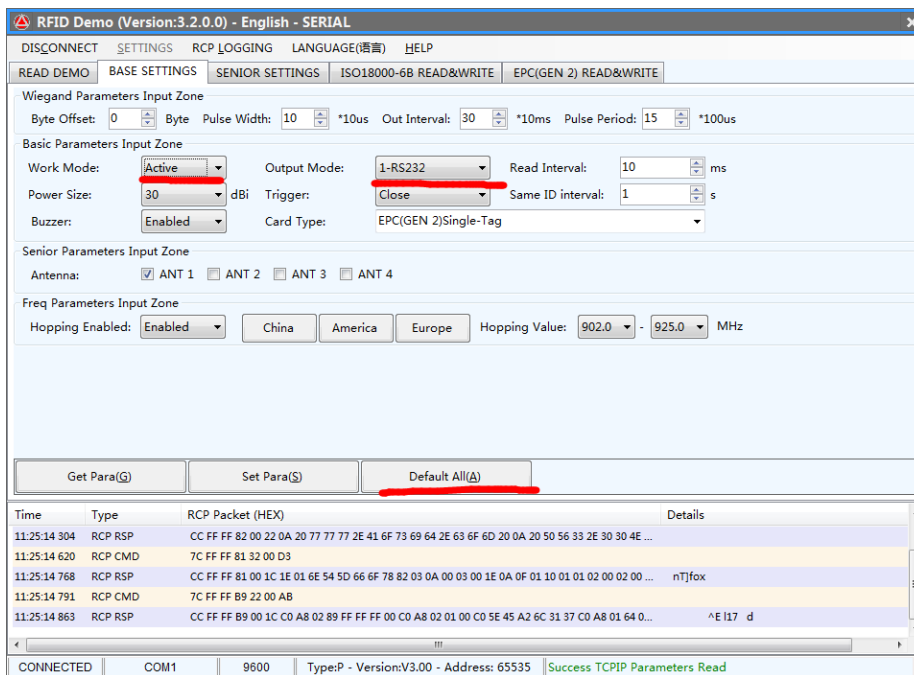 RFID Demo (Version:3.2.0.0) - English - SERIAL
DISCONNECT SETTINGS RCP LOGGING LANGUAGE(语言) HELP
READ DEMO BASE SETTINGS SENIOR SETTINGS ISO18000-6B READ&WRITE EPC(GEN 2) READ&WRITE
Wiegand Parameters Input Zone
Byte Offset: 0 Byte Pulse Width: 10 *10us Out Interval: 30 *10ms Pulse Period: 15 *100us
Basic Parameters Input Zone
Work Mode: Active Output Mode: 1-RS232 Read Interval: 10 ms
Power Size: 30 dBi Trigger: Close Same ID interval: 1 s
Buzzer: Enabled Card Type: EPC(GEN 2)Single-Tag
Senior Parameters Input Zone
Antenna: ANT 1 ANT 2 ANT 3 ANT 4
Freq Parameters Input Zone
Hopping Enabled: Enabled China America Europe Hopping Value: 902.0 - 925.0 MHz
Get Para(G) Set Para(S) Default All(A)
Time Type RCP Packet (HEX) Details
11:25:14 304 RCP RSP CC FF FF 82 00 22 0A 20 77 77 77 2E 41 6F 73 69 64 2E 63 6F 6D 20 0A 20 50 56 33 2E 30 30 4E ...
11:25:14 620 RCP CMD 7C FF FF 81 32 00 D3
11:25:14 768 RCP RSP CC FF FF 81 00 1C 1E 01 6E 54 5D 66 6F 78 82 03 0A 00 03 00 1E 0A 0F 01 10 01 01 02 00 02 00 ... nT]fox
11:25:14 791 RCP CMD 7C FF FF B9 22 00 AB
11:25:14 863 RCP RSP CC FF FF B9 00 1C C0 A8 02 89 FF FF FF 00 C0 A8 02 01 00 C0 5E 45 A2 6C 31 37 C0 A8 01 64 0... ^E l17 d
CONNECTED COM1 9600 Type:P - Version:V3.00 - Address: 65535 Success TCPIP Parameters Read